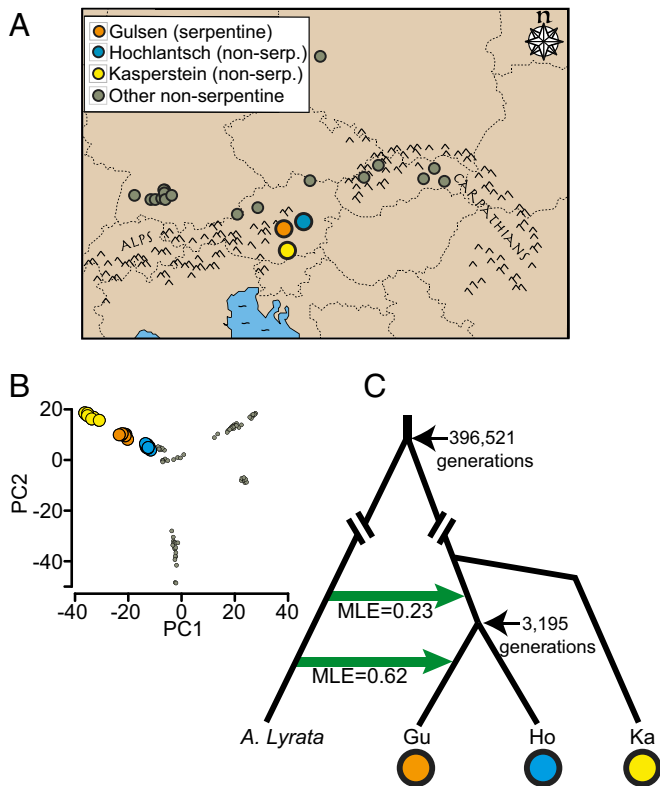 A
Gulsen (serpentine)
Hochlantsch (non-serp.)
Kasperstein (non-serp.)
Other non-serpentine
n
ALPS
CARPATHIANS
B
20
0
-20
-40
PC2
-40
-20
0
20
40
PC1
C
396,521
generations
MLE=0.23
3,195
generations
MLE=0.62
A. Lyrata
Gu
Ho
Ka